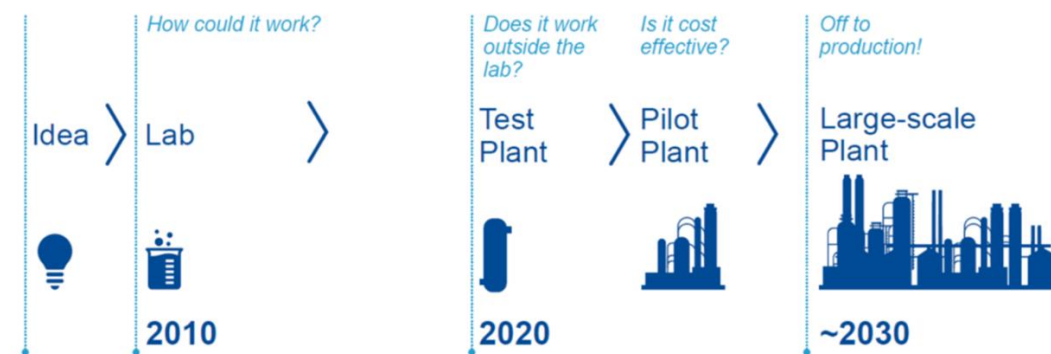 How could it work?
Does it work
outside the
lab?
Is it cost
effective?
Off to
production!
Idea
Lab
Test
Plant
Pilot
Plant
Large-scale
Plant
2010
2020
~2030